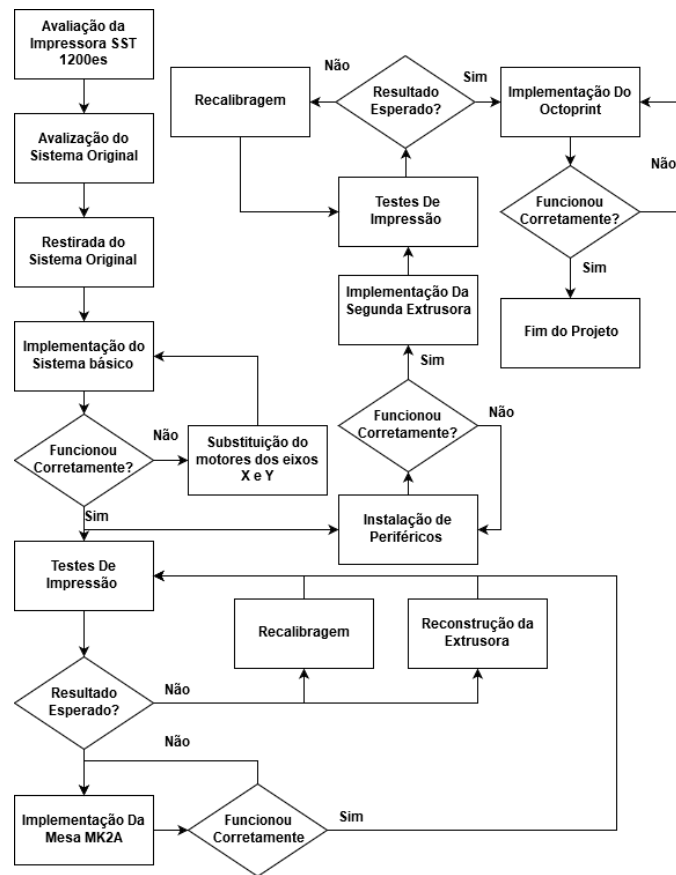 Avaliação da
Impressora SST
1200es
Avalização do
Sistema Original
Restirada do
Sistema Original
Implementação do
Sistema básico
Funcionou
Corretamente?
Não
Substituição do
motores dos eixos
X e Y
Sim
Testes De
Impressão
Resultado
Esperado?
Não
Recalibragem
Reconstrução da
Extrusora
Não
Implementação Da
Mesa MK2A
Funcionou
Corretamente
Sim
Instalação de
Periféricos
Funcionou
Corretamente?
Não
Sim
Implementação Da
Segunda Extrusora
Testes De
Impressão
Resultado
Esperado?
Não
Recalibragem
Sim
Implementação Do
Octoprint
Funcionou
Corretamente?
Não
Sim
Fim do Projeto